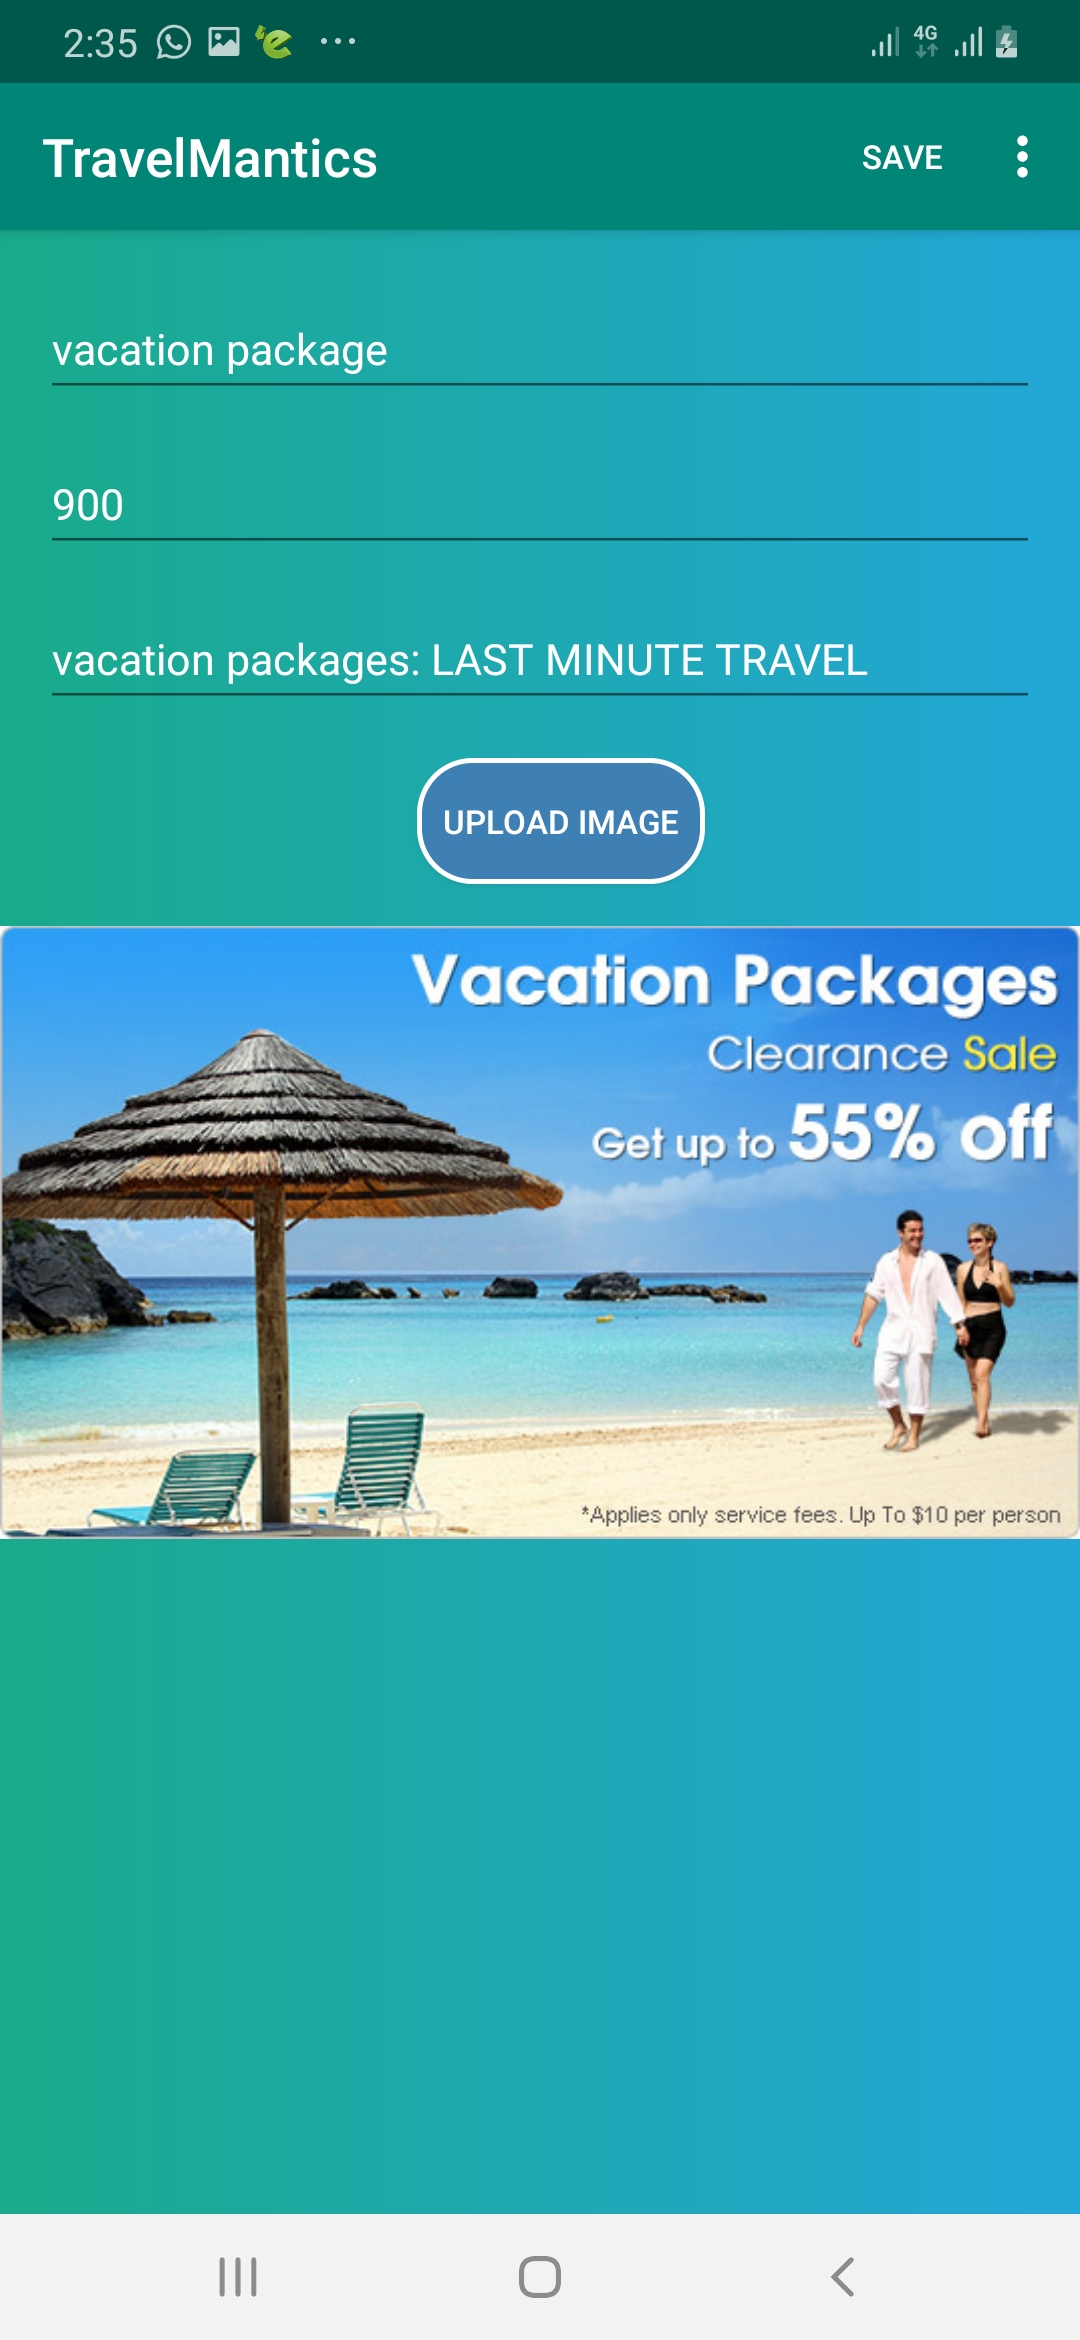 2:35
4G
TravelMantics
SAVE
vacation package
900
vacation packages: LAST MINUTE TRAVEL
UPLOAD IMAGE
Vacation Packages
Clearance Sale
Get up to 55% off
*Applies only service fees. Up To $10 per person